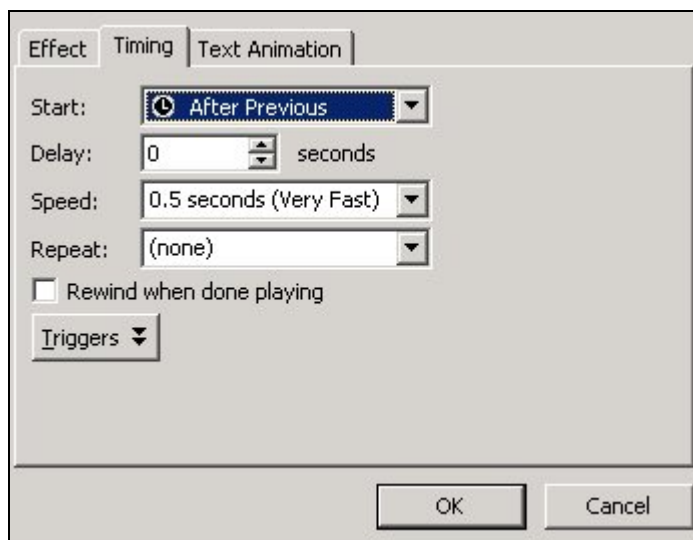 Effect Timing Text Animation
Start: After Previous
Delay: 0 seconds
Speed: 0.5 seconds (Very Fast)
Repeat: (none)
Rewind when done playing
Triggers
OK Cancel